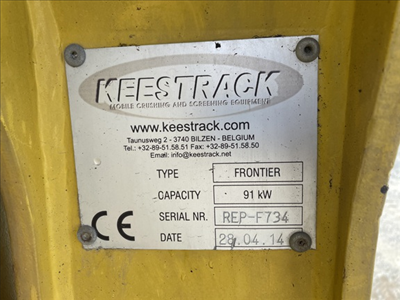 KEESTRACK
MOBILE CRUSHING AND SCREENING EQUIPMENT
www.keestrack.com
Taunusweg 2 - 3740 BILZEN - BELGIUM
Tel.: +32-89-51.58.51 Fax: +32-89-51.58.50
Email: info@keestrack.net
TYPE FRONTIER
CAPACITY 91 kW
CE SERIAL NR. REP-F734
DATE 28.04.14